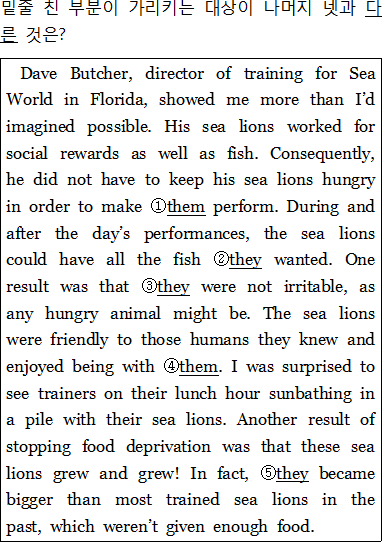 밑줄 친 부분이 가리키는 대상이 나머지 넷과 다
른 것은?
Dave Butcher, director of training for Sea
World in Florida, showed me more than I'd
imagined possible. His sea lions worked for
social rewards as well as fish. Consequently,
he did not have to keep his sea lions hungry
in order to make ①them perform. During and
after the day's performances, the sea lions
could have all the fish ②they wanted. One
result was that ③they were not irritable, as
any hungry animal might be. The sea lions
were friendly to those humans they knew and
enjoyed being with ④them. I was surprised to
see trainers on their lunch hour sunbathing in
a pile with their sea lions. Another result of
stopping food deprivation was that these sea
lions grew and grew! In fact, ⑤they became
bigger than most trained sea lions in the
past, which weren't given enough food.